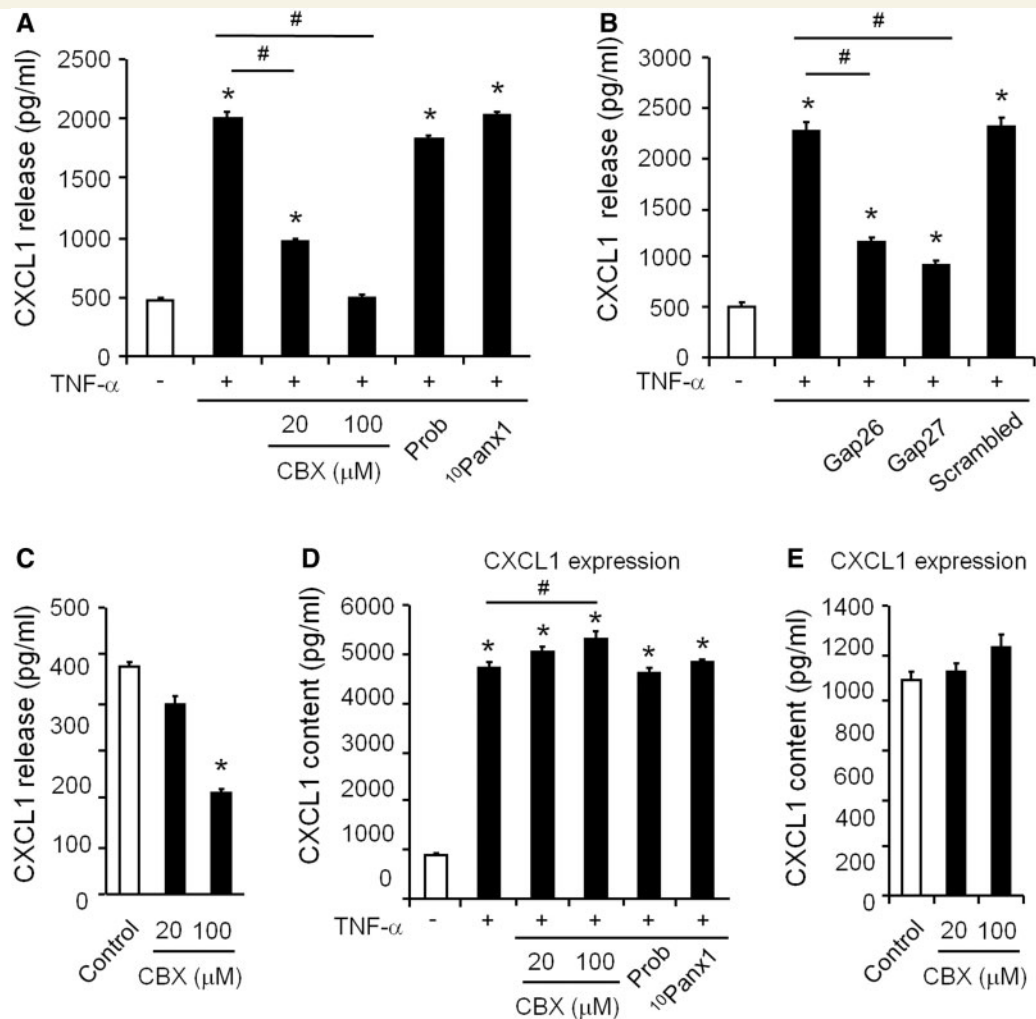 A
#
#
CXCL1 release (pg/ml)
2500
2000
1500
1000
500
0
* * * *
TNF-α - + + + + +
20 100 Prob ¹⁰Panx1
CBX (μM)
B
#
#
CXCL1 release (pg/ml)
3000
2500
2000
1500
1000
500
0
* * * *
TNF-α - + + + +
Gap26 Gap27 Scrambled
C
CXCL1 release (pg/ml)
500
400
300
200
100
0
*
Control 20 100
CBX (μM)
D
CXCL1 expression
#
CXCL1 content (pg/ml)
6000
5000
4000
3000
2000
1000
0
* * * * *
TNF-α - + + + + +
20 100 Prob ¹⁰Panx1
CBX (μM)
E
CXCL1 expression
CXCL1 content (pg/ml)
1400
1200
1000
800
600
400
200
0
Control 20 100
CBX (μM)